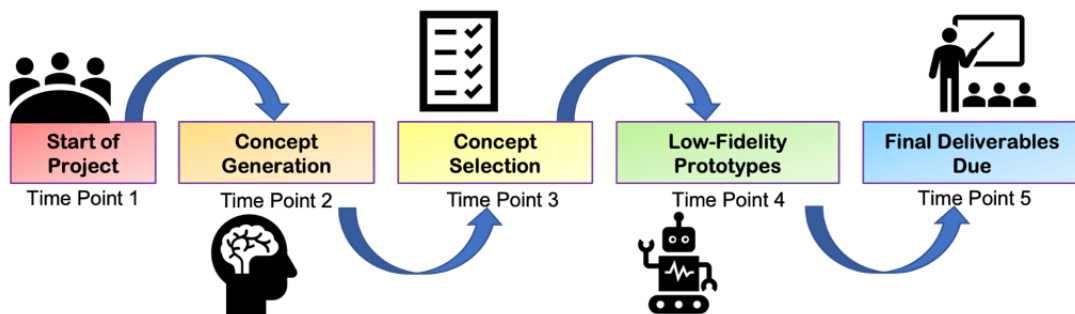 Start of
Project
Time Point 1
Concept
Generation
Time Point 2
Concept
Selection
Time Point 3
Low-Fidelity
Prototypes
Time Point 4
Final Deliverables
Due
Time Point 5